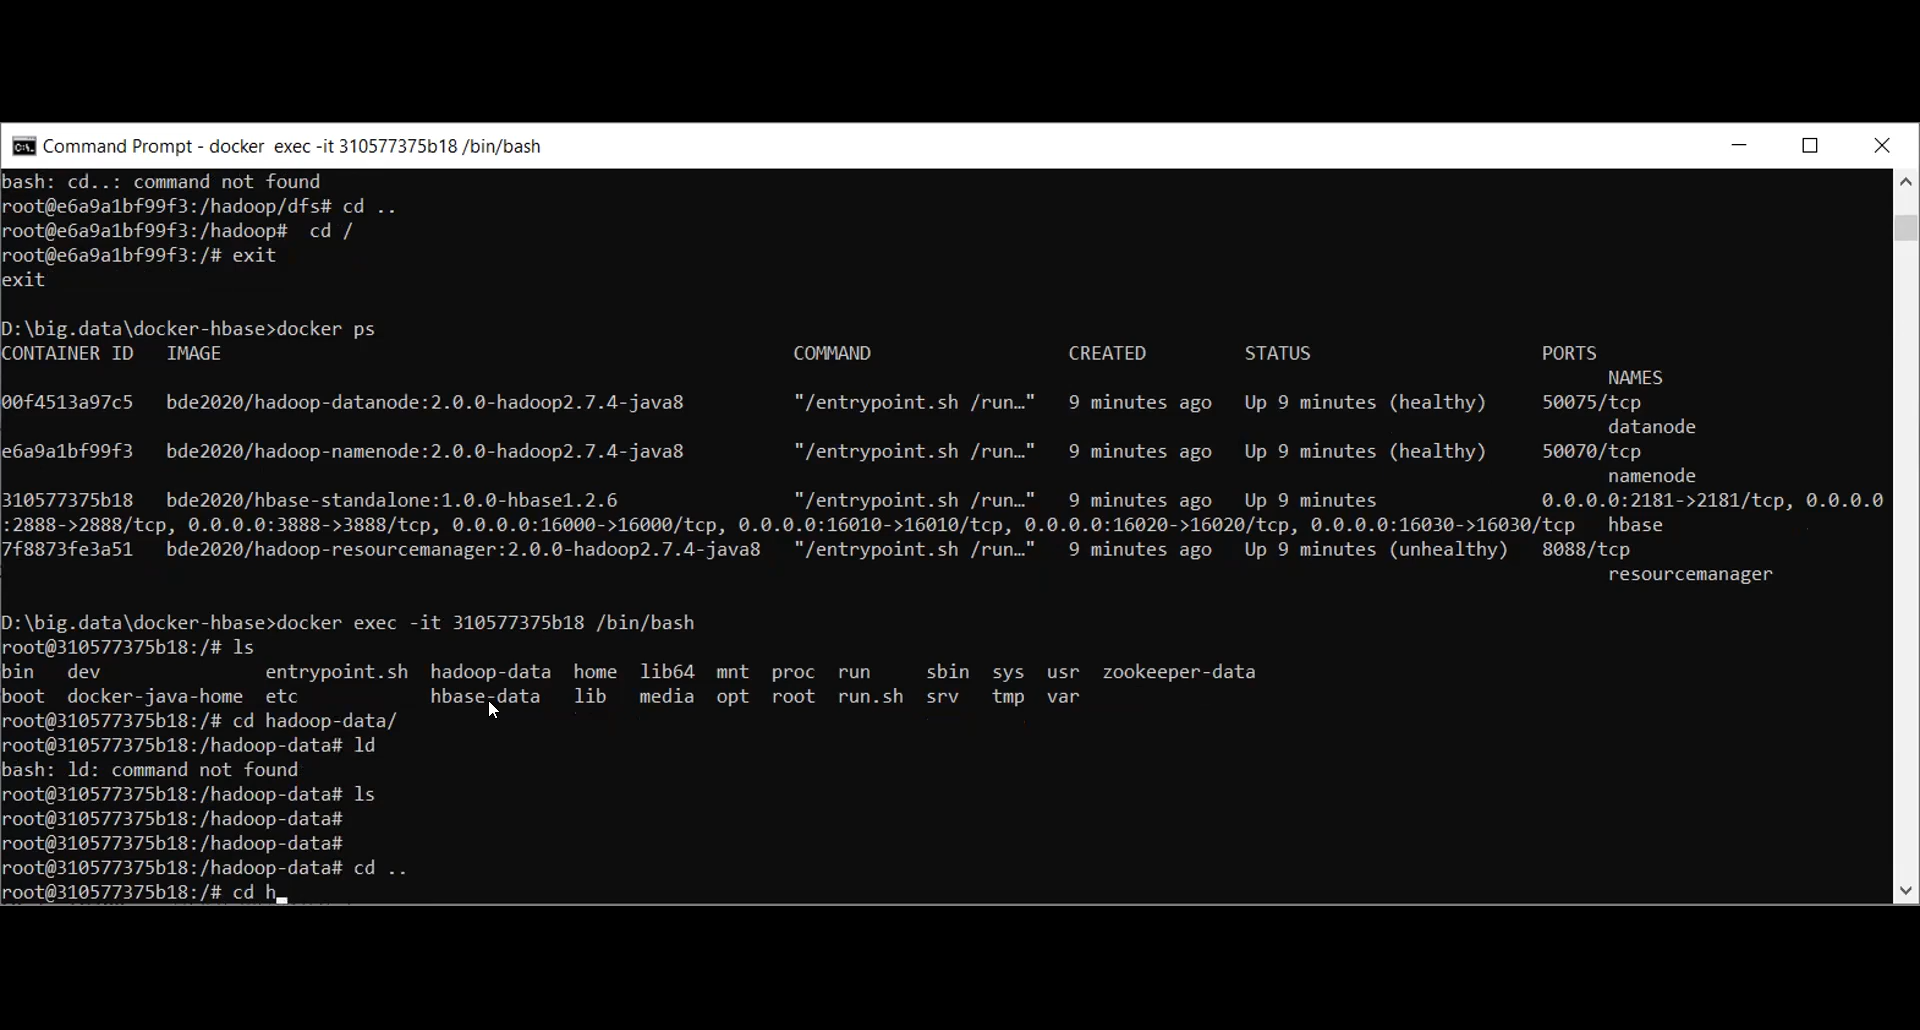 Command Prompt - docker  exec -it 310577375b18 /bin/bash
bash: cd..: command not found
root@e6a9a1bf99f3:/hadoop/dfs# cd ..
root@e6a9a1bf99f3:/hadoop#  cd /
root@e6a9a1bf99f3:/# exit
exit
D:\big.data\docker-hbase>docker ps
CONTAINER ID   IMAGE   COMMAND   CREATED   STATUS   PORTS
NAMES
00f4513a97c5   bde2020/hadoop-datanode:2.0.0-hadoop2.7.4-java8   "/entrypoint.sh /run…"   9 minutes ago   Up 9 minutes (healthy)   50075/tcp
datanode
e6a9a1bf99f3   bde2020/hadoop-namenode:2.0.0-hadoop2.7.4-java8   "/entrypoint.sh /run…"   9 minutes ago   Up 9 minutes (healthy)   50070/tcp
namenode
310577375b18   bde2020/hbase-standalone:1.0.0-hbase1.2.6   "/entrypoint.sh /run…"   9 minutes ago   Up 9 minutes   0.0.0.0:2181->2181/tcp, 0.0.0.0
:2888->2888/tcp, 0.0.0.0:3888->3888/tcp, 0.0.0.0:16000->16000/tcp, 0.0.0.0:16010->16010/tcp, 0.0.0.0:16020->16020/tcp, 0.0.0.0:16030->16030/tcp   hbase
7f8873fe3a51   bde2020/hadoop-resourcemanager:2.0.0-hadoop2.7.4-java8   "/entrypoint.sh /run…"   9 minutes ago   Up 9 minutes (unhealthy)   8088/tcp
resourcemanager
D:\big.data\docker-hbase>docker exec -it 310577375b18 /bin/bash
root@310577375b18:/# ls
bin   dev   entrypoint.sh  hadoop-data  home  lib64  mnt  proc  run     sbin  sys  usr  zookeeper-data
boot  docker-java-home  etc   hbase-data   lib   media  opt  root  run.sh  srv   tmp  var
root@310577375b18:/# cd hadoop-data/
root@310577375b18:/hadoop-data# ld
bash: ld: command not found
root@310577375b18:/hadoop-data# ls
root@310577375b18:/hadoop-data#
root@310577375b18:/hadoop-data#
root@310577375b18:/hadoop-data# cd ..
root@310577375b18:/# cd h